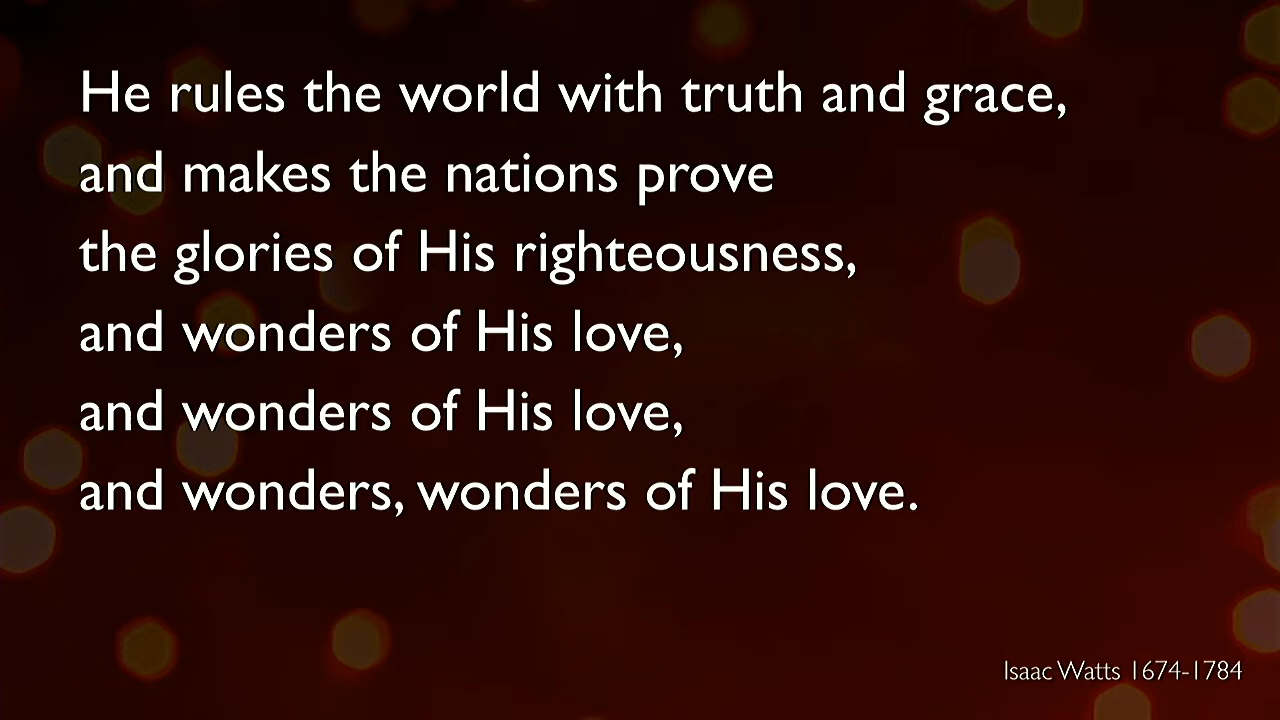 He rules the world with truth and grace,
and makes the nations prove
the glories of His righteousness,
and wonders of His love,
and wonders of His love,
and wonders, wonders of His love.
Isaac Watts 1674-1784